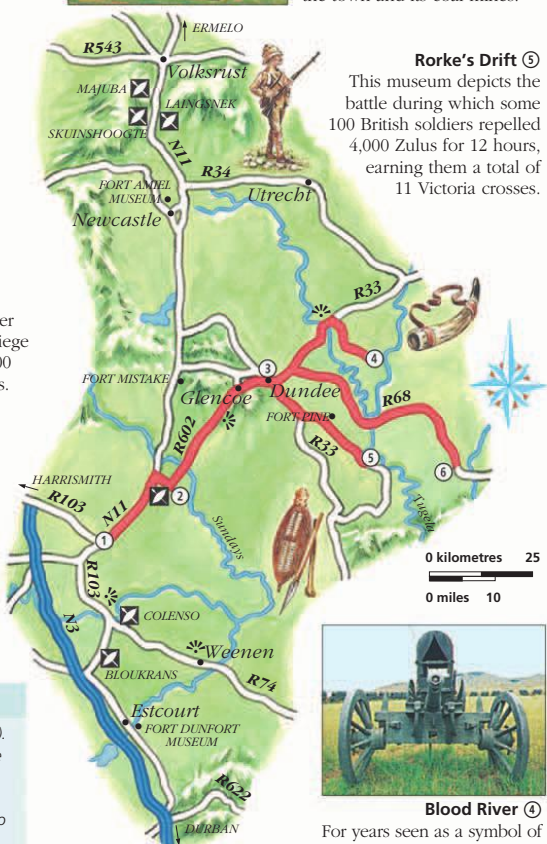 the town and its coal mines.
ERMELO
R543
Volksrust
MAJUBA
LAINGSNEK
SKUINSHOOGTE
N11
R34
FORT AMIEL
MUSEUM
Utrecht
Newcastle
Rorke's Drift ⑤
This museum depicts the
battle during which some
100 British soldiers repelled
4,000 Zulus for 12 hours,
earning them a total of
11 Victoria crosses.
R33
④
③
FORT MISTAKE
Glencoe
Dundee
R68
FORT PINE
R602
R33
⑤
⑥
HARRISMITH
R103
N11
②
①
Sundays
Tugela
0 kilometres 25
0 miles 10
R103
N3
COLENSO
Weenen
BLOUKRANS
R74
Estcourt
FORT DUNFORT
MUSEUM
R622
DURBAN
Blood River ④
For years seen as a symbol of